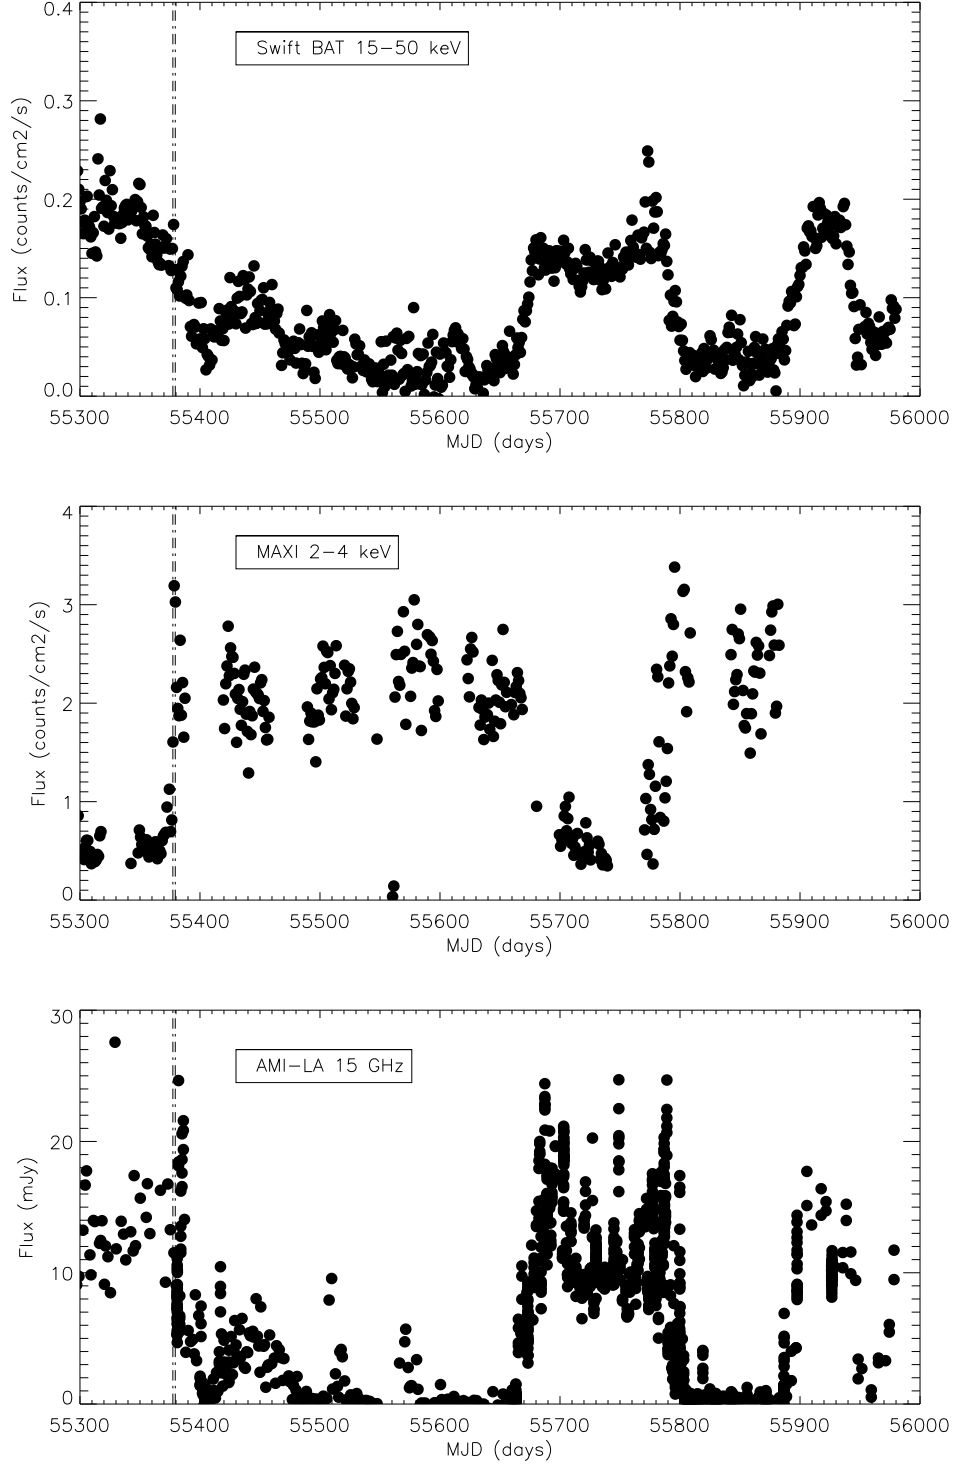 0.4
Swift BAT 15-50 keV
0.3
0.2
0.1
0.0
Flux (counts/cm2/s)
55300 55400 55500 55600 55700 55800 55900 56000
MJD (days)
4
MAXI 2-4 keV
3
2
1
0
Flux (counts/cm2/s)
55300 55400 55500 55600 55700 55800 55900 56000
MJD (days)
30
AMI-LA 15 GHz
20
10
0
Flux (mJy)
55300 55400 55500 55600 55700 55800 55900 56000
MJD (days)